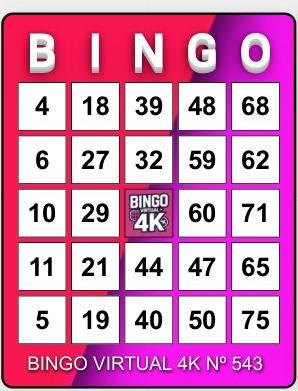 B I N G O
4 18 39 48 68
6 27 32 59 62
10 29 BINGO VIRTUAL 4K 60 71
11 21 44 47 65
5 19 40 50 75
BINGO VIRTUAL 4K Nº 543